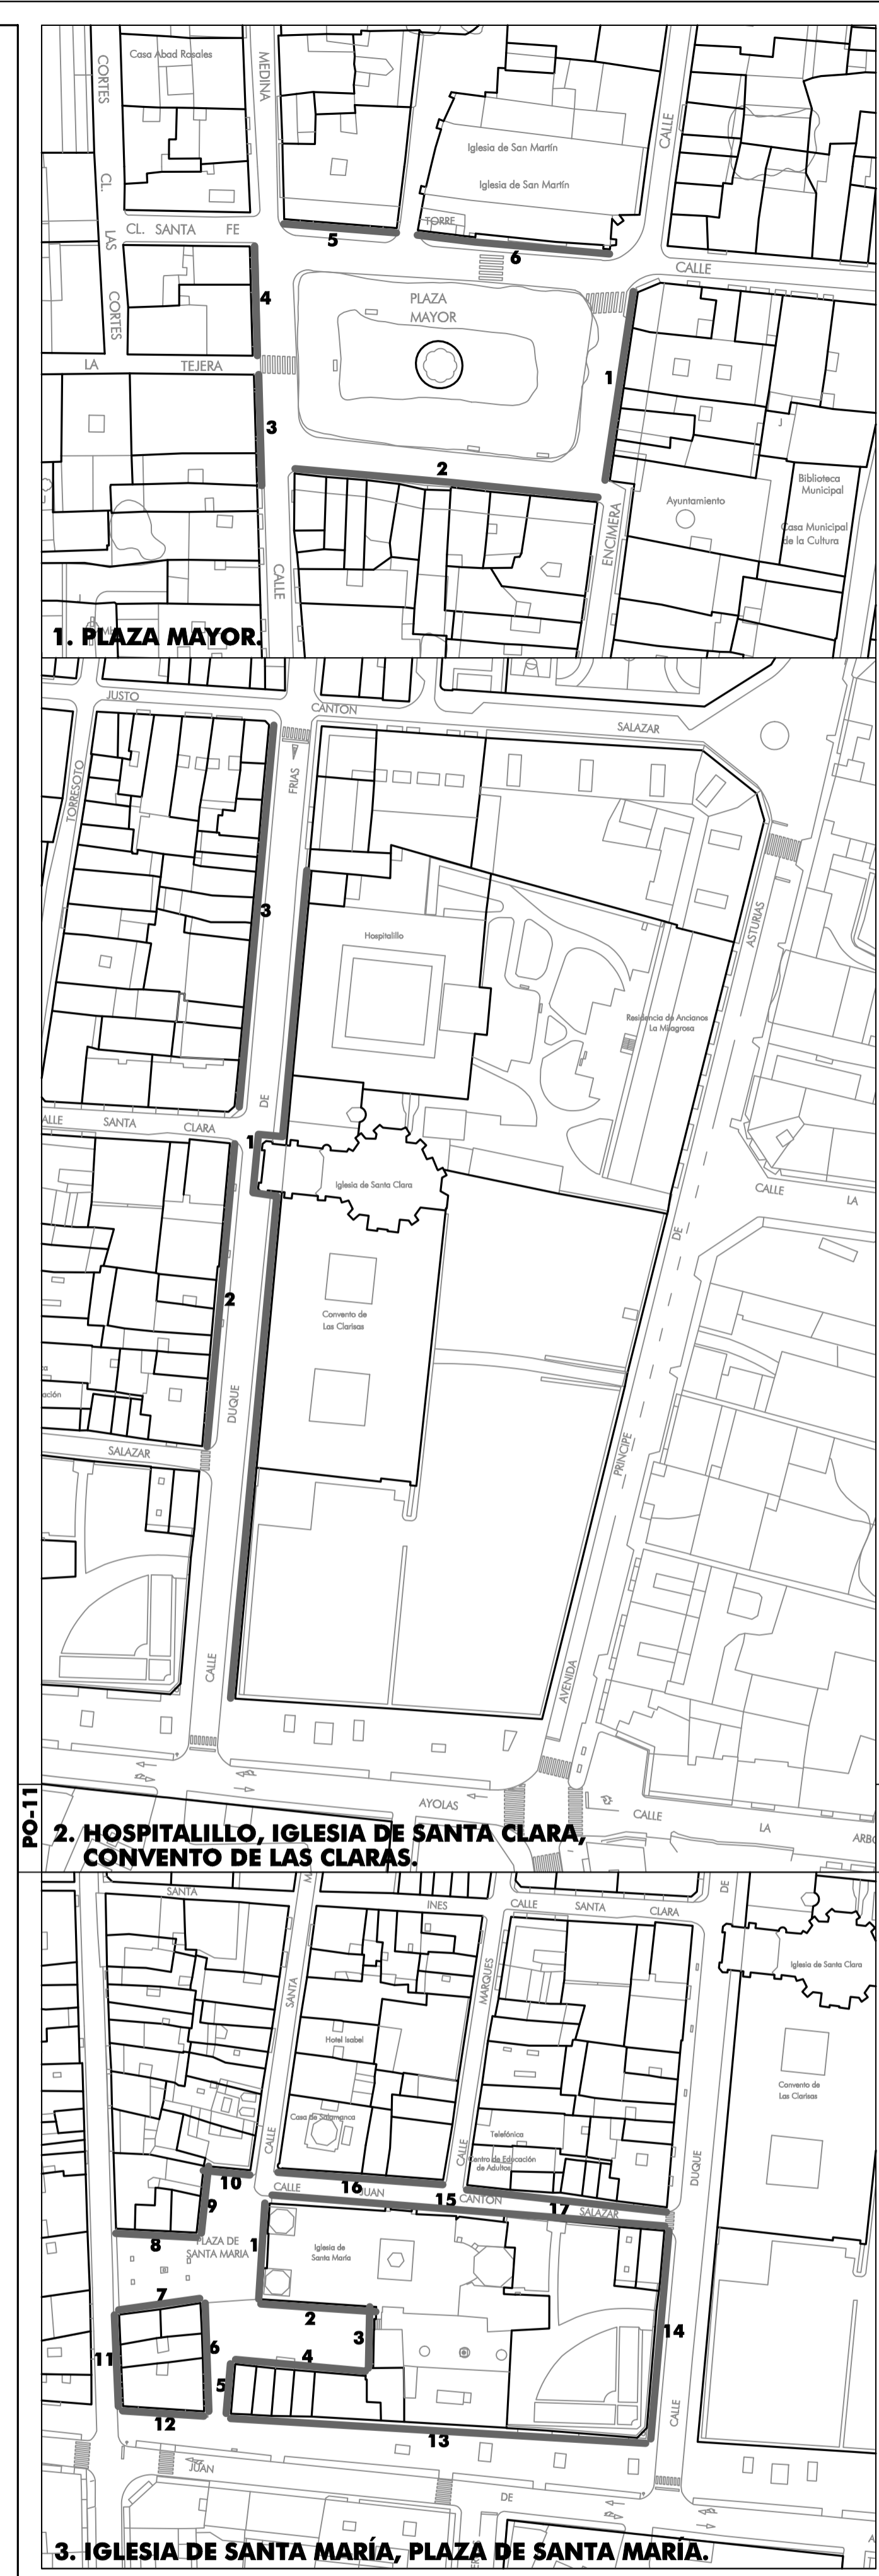 PO-11
Casa Abad Rosales
CORTES
MEDINA
CL.
LAS
CORTES
CL. SANTA FE
Iglesia de San Martín
Iglesia de San Martín
TORRE
CALLE
CALLE
5
6
4
PLAZA
MAYOR
1
LA TEJERA
3
2
Ayuntamiento
Biblioteca
Municipal
Casa Municipal
de la Cultura
ENCIMERA
CALLE
1. PLAZA MAYOR.
JUSTO
CANTON
SALAZAR
TORRESOTO
FRIAS
3
Hospitalillo
ASTURIAS
Residencia de Ancianos
La Milagrosa
DE
ALLE SANTA CLARA
1
Iglesia de Santa Clara
CALLE LA
DE
2
Convento de
Las Clarisas
ación
DUQUE
SALAZAR
PRINCIPE
CALLE
AVENIDA
AYOLAS
CALLE LA ARBO
2. HOSPITALILLO, IGLESIA DE SANTA CLARA,
CONVENTO DE LAS CLARAS.
SANTA
INES
CALLE SANTA CLARA
DE
SANTA
MARQUES
Iglesia de Santa Clara
Hotel Isabel
Convento de
Las Clarisas
Casa de Salamanca
Telefónica
Centro de Educación
de Adultos
CALLE
CALLE
DUQUE
10
16
CALLE JUAN CANTON SALAZAR
15
17
9
8
PLAZA DE
SANTA MARIA
1
Iglesia de
Santa María
7
2
3
14
11
6
4
5
12
13
CALLE
JUAN
DE
3. IGLESIA DE SANTA MARÍA, PLAZA DE SANTA MARÍA.